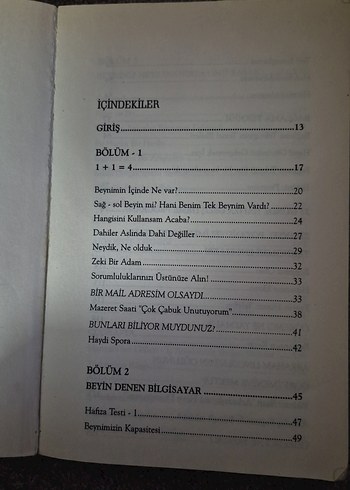 İÇİNDEKİLER
GİRİŞ.....13
BÖLÜM - 1
1 + 1 = 4.....17
Beynimin İçinde Ne var?.....20
Sağ - sol Beyin mi? Hani Benim Tek Beynim Vardı?.....22
Hangisini Kullansam Acaba?.....24
Dahiler Aslında Dahi Değiller.....27
Neydik, Ne olduk.....29
Zeki Bir Adam.....32
Sorumluluklarınızı Üstünüze Alın!.....33
BİR MAİL ADRESİM OLSAYDI.....33
Mazeret Saati "Çok Çabuk Unutuyorum".....38
BUNLARI BİLİYOR MUYDUNUZ?.....41
Haydi Spora.....42
BÖLÜM 2
BEYİN DENEN BİLGİSAYAR.....45
Hafıza Testi - 1.....47
Beynimizin Kapasitesi.....49